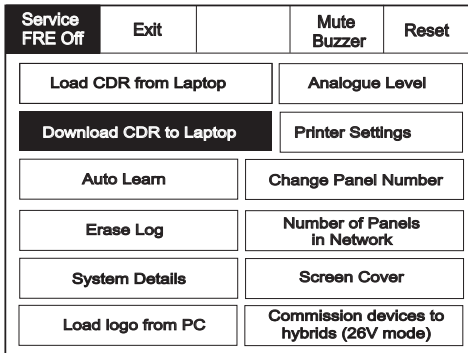 Service
FRE Off
Exit
Mute
Buzzer
Reset
Load CDR from Laptop
Analogue Level
Download CDR to Laptop
Printer Settings
Auto Learn
Change Panel Number
Erase Log
Number of Panels
in Network
System Details
Screen Cover
Load logo from PC
Commission devices to
hybrids (26V mode)